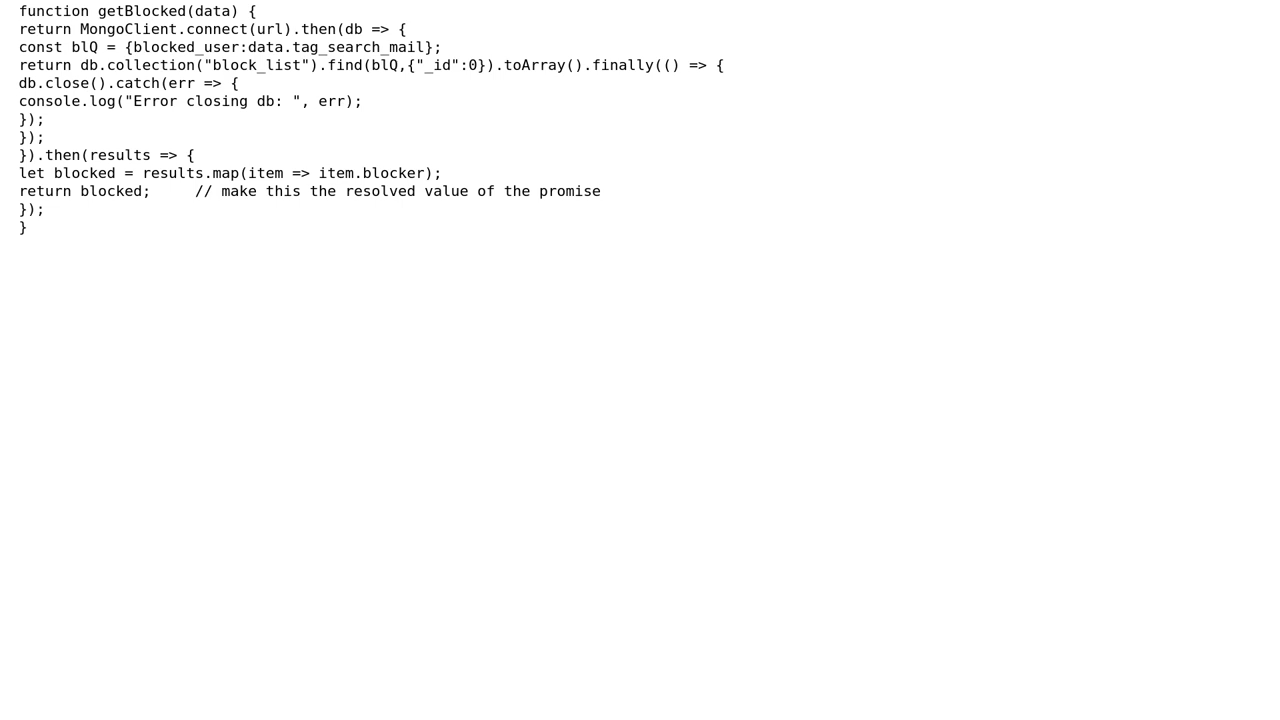 function getBlocked(data) {
return MongoClient.connect(url).then(db => {
const blQ = {blocked_user:data.tag_search_mail};
return db.collection("block_list").find(blQ,{"_id":0}).toArray().finally(() => {
db.close().catch(err => {
console.log("Error closing db: ", err);
});
});
}).then(results => {
let blocked = results.map(item => item.blocker);
return blocked;     // make this the resolved value of the promise
});
}